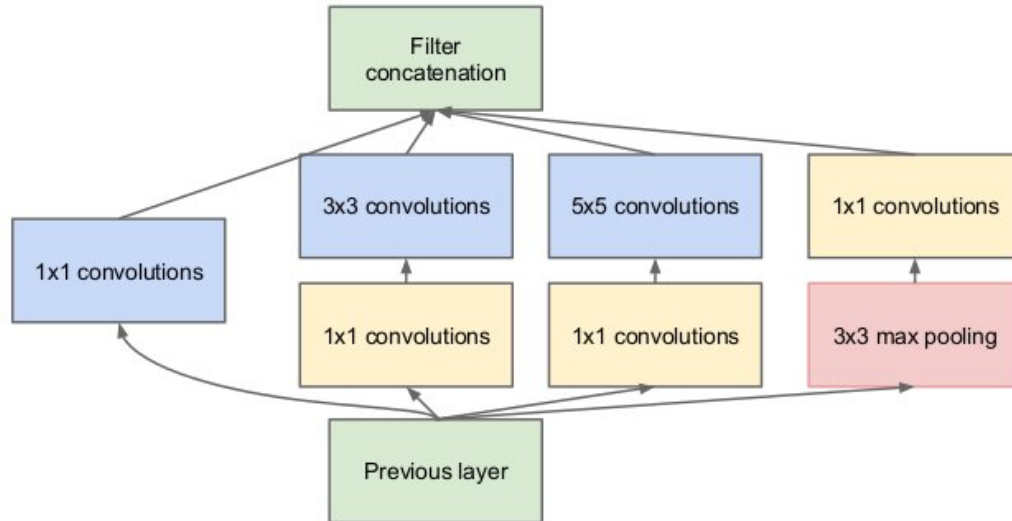 Filter
concatenation
3x3 convolutions
5x5 convolutions
1x1 convolutions
1x1 convolutions
1x1 convolutions
1x1 convolutions
3x3 max pooling
Previous layer